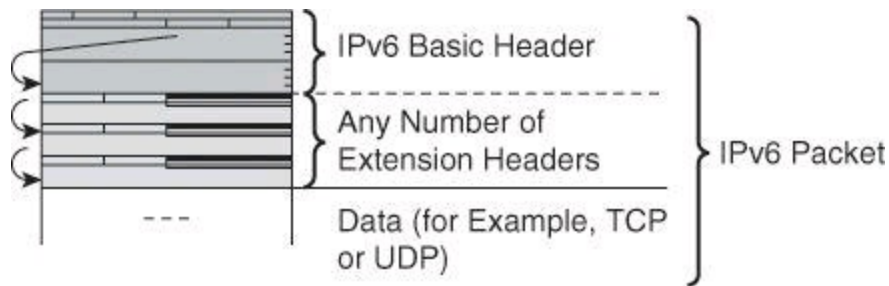 IPv6 Basic Header
Any Number of
Extension Headers
IPv6 Packet
Data (for Example, TCP
or UDP)